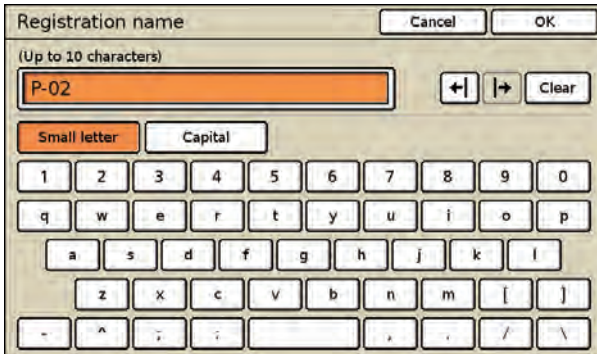 Registration name Cancel OK
(Up to 10 characters)
P-02 Clear
Small letter Capital
1 2 3 4 5 6 7 8 9 0
q w e r t y u i o p
a s d f g h j k l
z x c v b n m [ ]
- ^ ; : , . / \